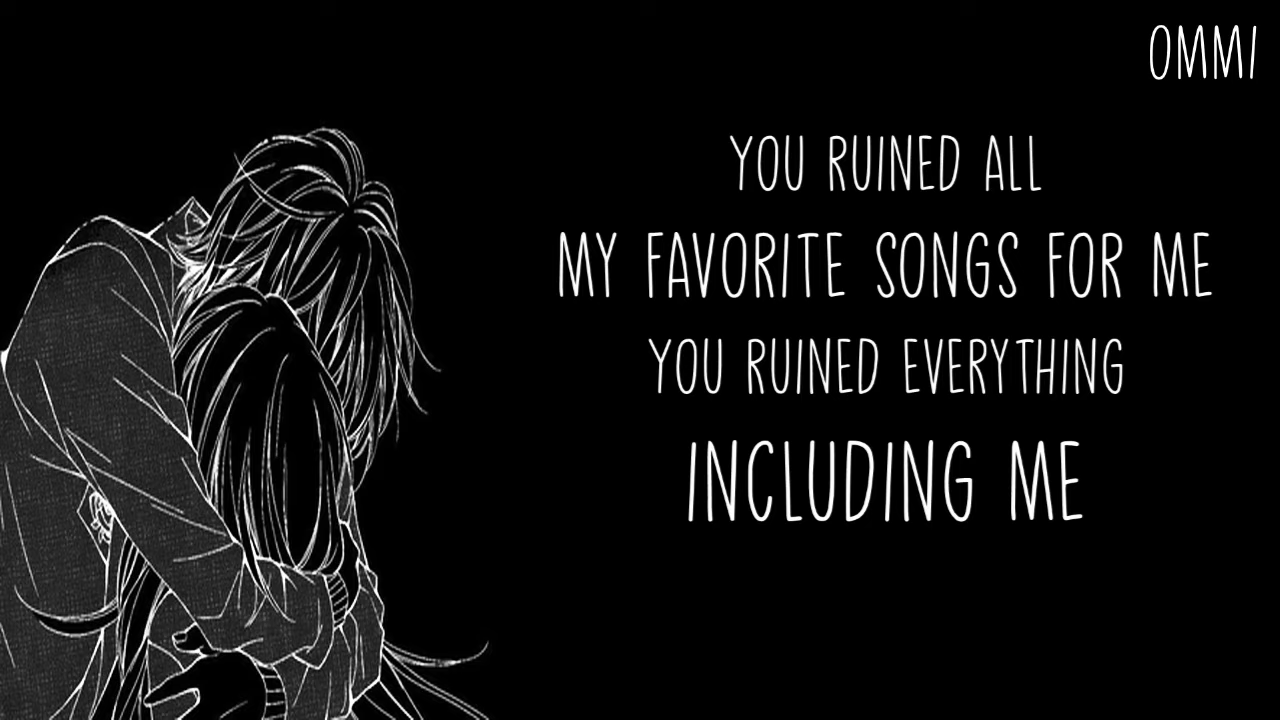 OMMI
YOU RUINED ALL
MY FAVORITE SONGS FOR ME
YOU RUINED EVERYTHING
INCLUDING ME